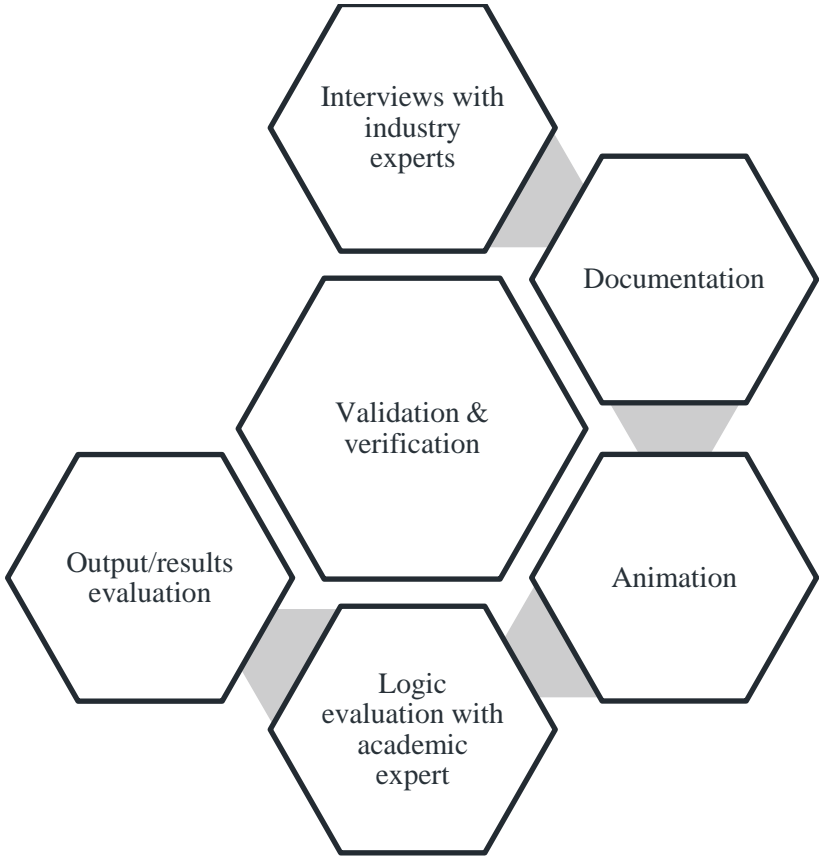 Interviews with
industry
experts
Documentation
Validation &
verification
Animation
Output/results
evaluation
Logic
evaluation with
academic
expert